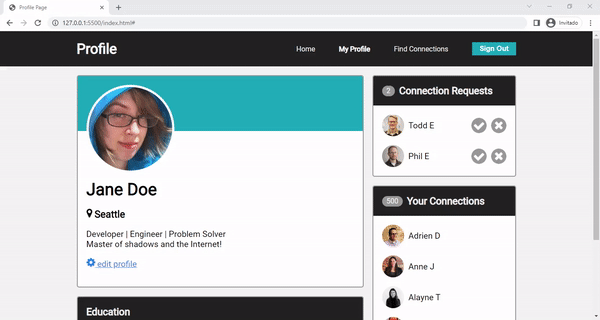 Profile Page
127.0.0.1:5500/index.html#
Invitado
Profile
Home
My Profile
Find Connections
Sign Out
Jane Doe
Seattle
Developer | Engineer | Problem Solver
Master of shadows and the Internet!
edit profile
Education
2 Connection Requests
Todd E
Phil E
500 Your Connections
Adrien D
Anne J
Alayne T